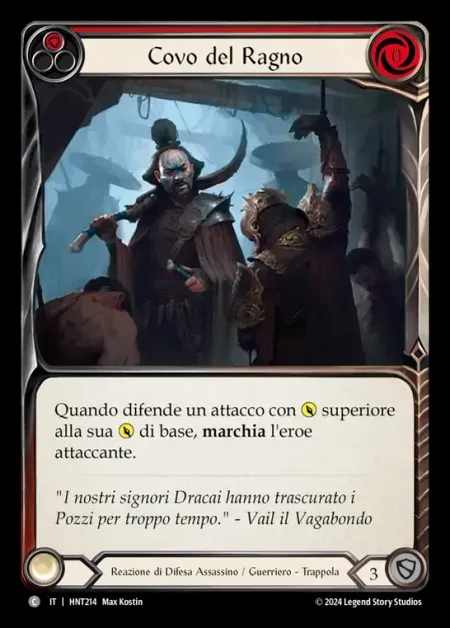 Covo del Ragno
0
Quando difende un attacco con superiore
alla sua di base, marchia l'eroe
attaccante.
"I nostri signori Dracai hanno trascurato i
Pozzi per troppo tempo." - Vail il Vagabondo
Reazione di Difesa Assassino / Guerriero - Trappola
3
C IT | HNT214 Max Kostin
© 2024 Legend Story Studios